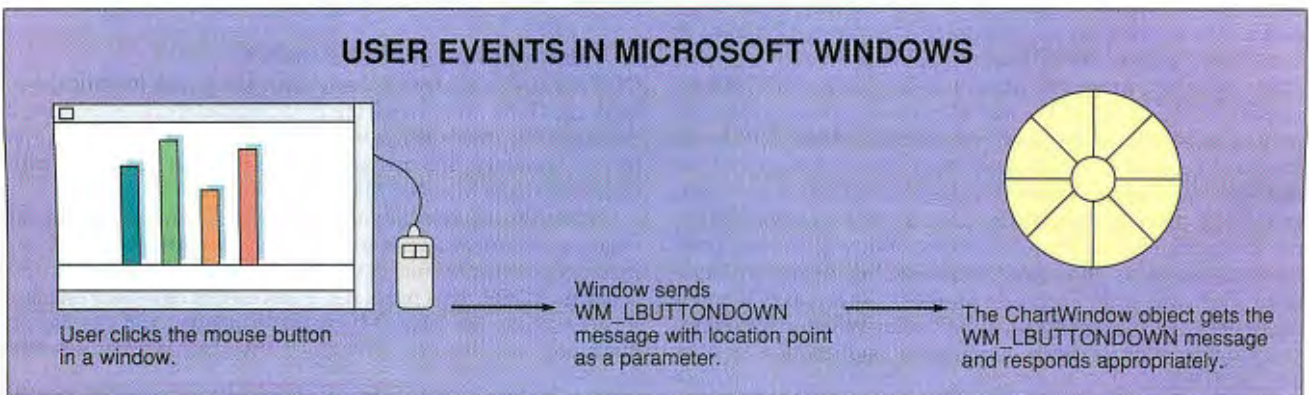 USER EVENTS IN MICROSOFT WINDOWS
User clicks the mouse button
in a window.
Window sends
WM_LBUTTONDOWN
message with location point
as a parameter.
The ChartWindow object gets the
WM_LBUTTONDOWN message
and responds appropriately.